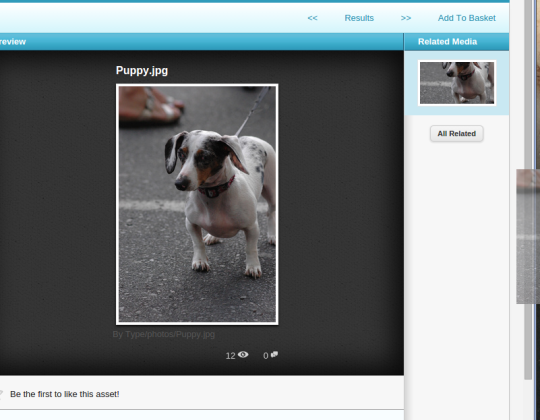 << Results >> Add To Basket
review Related Media
Puppy.jpg
All Related
By Type/photos/Puppy.jpg
12 0
Be the first to like this asset!